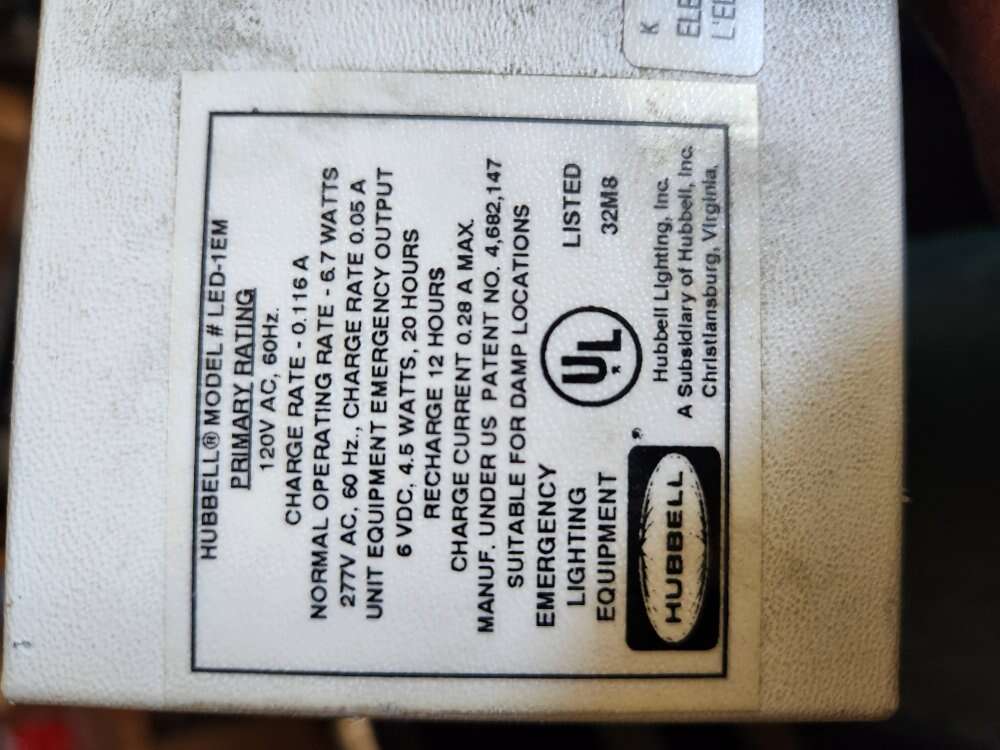 HUBBELL® MODEL # LED-1EM
PRIMARY RATING
120V AC, 60Hz.
CHARGE RATE - 0.116 A
NORMAL OPERATING RATE - 6.7 WATTS
277V AC, 60 Hz., CHARGE RATE 0.05 A
UNIT EQUIPMENT EMERGENCY OUTPUT
6 VDC, 4.5 WATTS, 20 HOURS
RECHARGE 12 HOURS
CHARGE CURRENT 0.28 A MAX.
MANUF. UNDER US PATENT NO. 4,682,147
SUITABLE FOR DAMP LOCATIONS
EMERGENCY
LIGHTING
EQUIPMENT
UL
LISTED
32M8
HUBBELL
®
Hubbell Lighting, Inc.
A Subsidiary of Hubbell, Inc.
Christiansburg, Virginia.
K